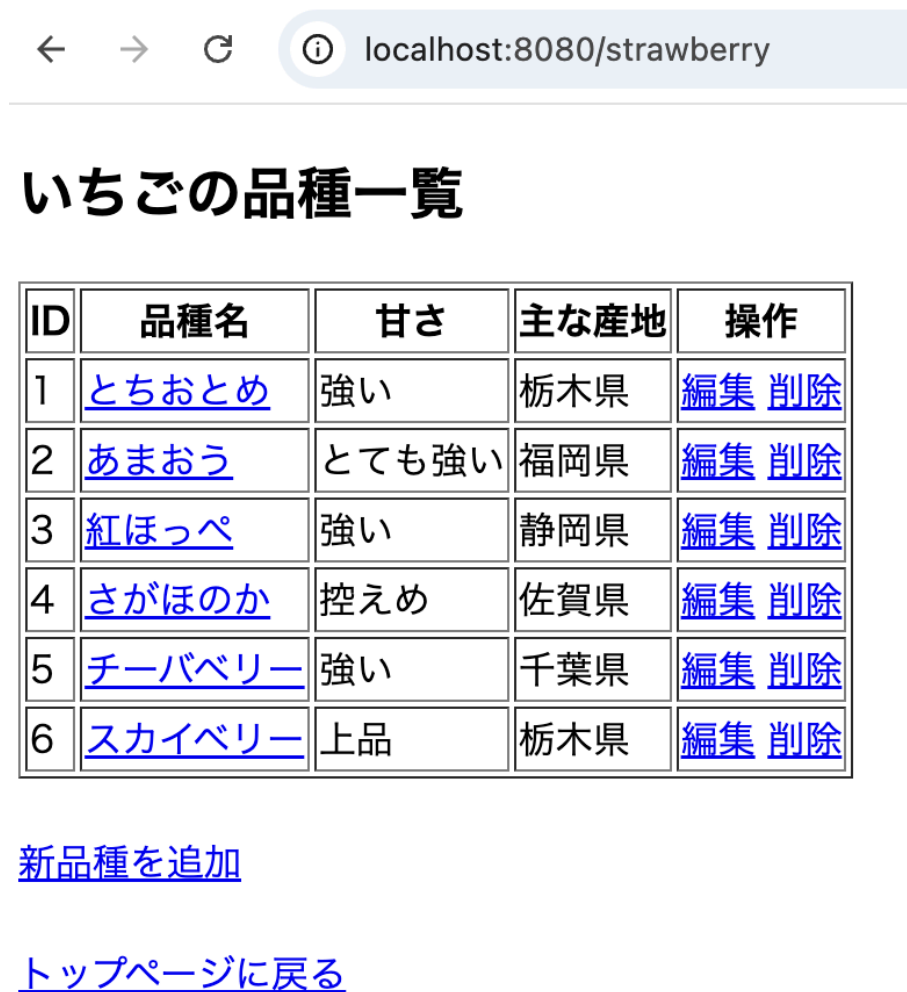 localhost:8080/strawberry
いちごの品種一覧
ID 品種名 甘さ 主な産地 操作
1 とちおとめ 強い 栃木県 編集 削除
2 あまおう とても強い 福岡県 編集 削除
3 紅ほっぺ 強い 静岡県 編集 削除
4 さがほのか 控えめ 佐賀県 編集 削除
5 チーバベリー 強い 千葉県 編集 削除
6 スカイベリー 上品 栃木県 編集 削除
新品種を追加
トップページに戻る